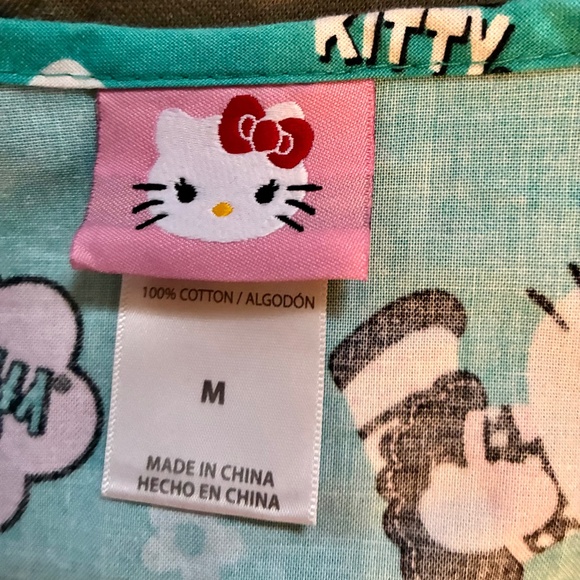 KITTY
100% COTTON / ALGODÓN
M
MADE IN CHINA
HECHO EN CHINA